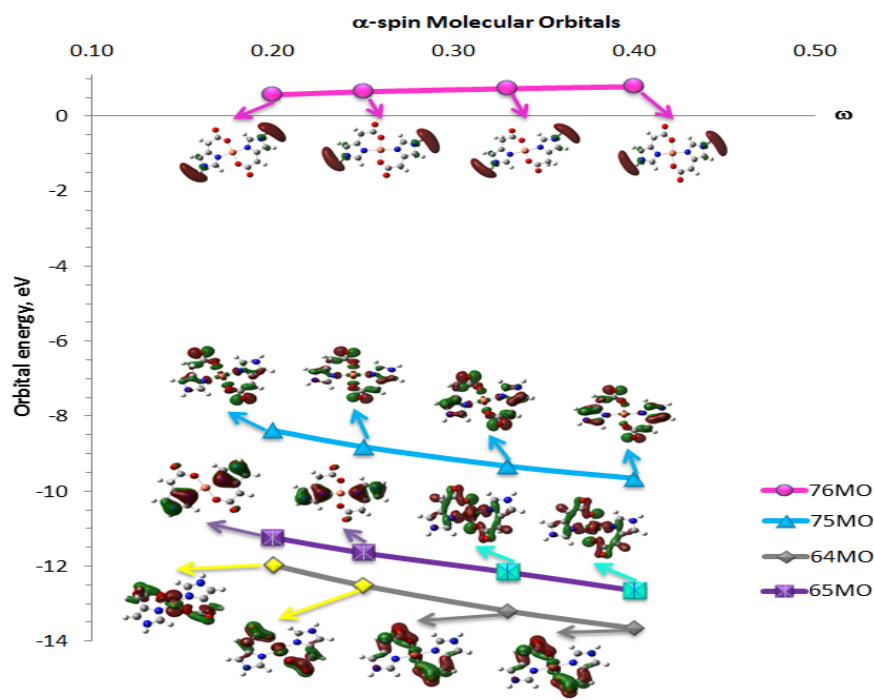 α-spin Molecular Orbitals
0.10 0.20 0.30 0.40 0.50
0
ω
-2
-4
-6
-8
-10
-12
-14
Orbital energy, eV
76MO
75MO
64MO
65MO